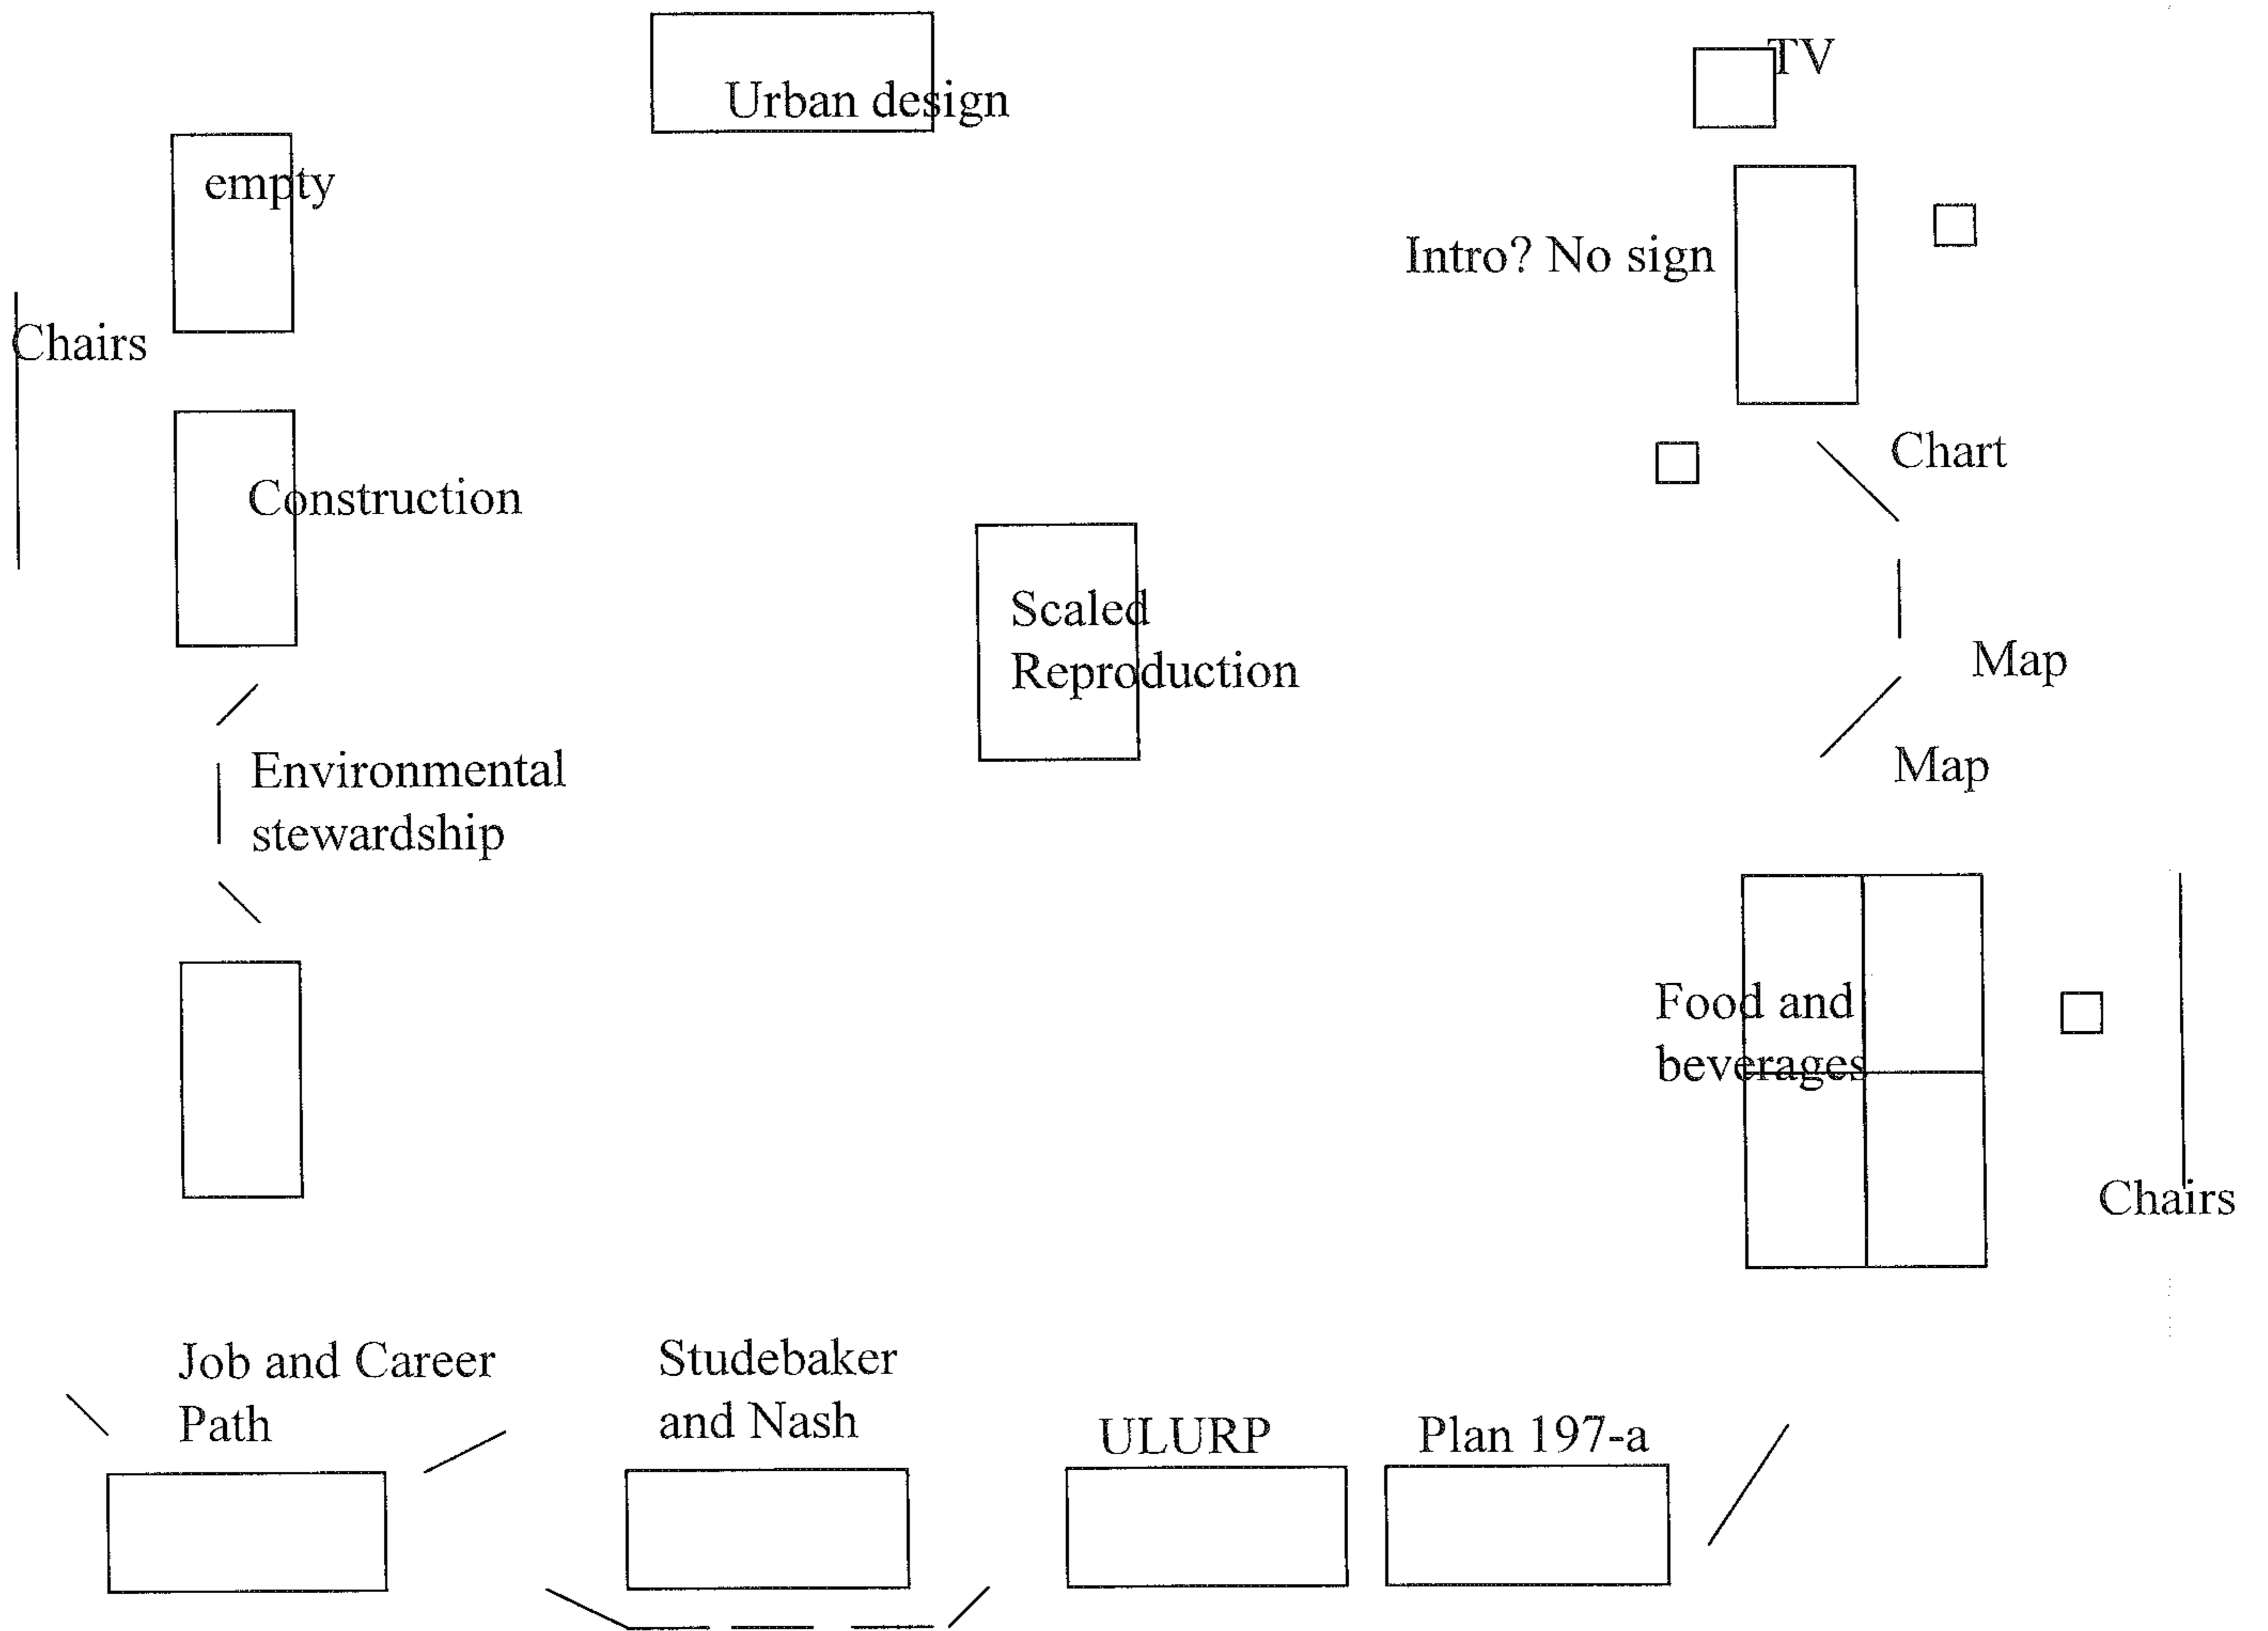 TV
Urban design
empty
Intro? No sign
Chairs
Chart
Construction
Scaled
Reproduction
Map
Environmental
stewardship
Map
Food and
beverages
Chairs
Job and Career
Path
Studebaker
and Nash
ULURP
Plan 197-a